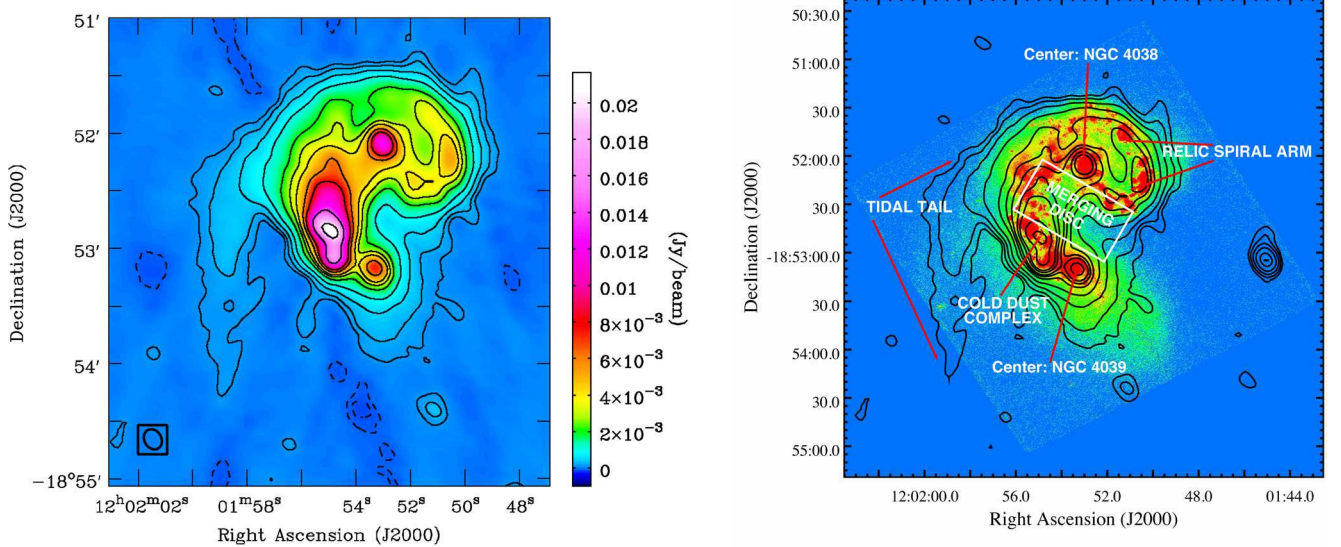 51′
52′
53′
54′
−18°55′
Declination (J2000)
12ʰ02ᵐ02ˢ
01ᵐ58ˢ
54ˢ
50ˢ
48ˢ
Right Ascension (J2000)
0.02
0.018
0.016
0.014
0.012
0.01
8×10⁻³
6×10⁻³
4×10⁻³
2×10⁻³
0
(Jy/beam)
50:30.0
51:00.0
30.0
52:00.0
30.0
-18:53:00.0
30.0
54:00.0
30.0
55:00.0
Declination (J2000)
Center: NGC 4038
RELIC SPIRAL ARM
TIDAL TAIL
MERGING
DISC
COLD DUST
COMPLEX
Center: NGC 4039
12:02:00.0
56.0
52.0
48.0
01:44.0
Right Ascension (J2000)